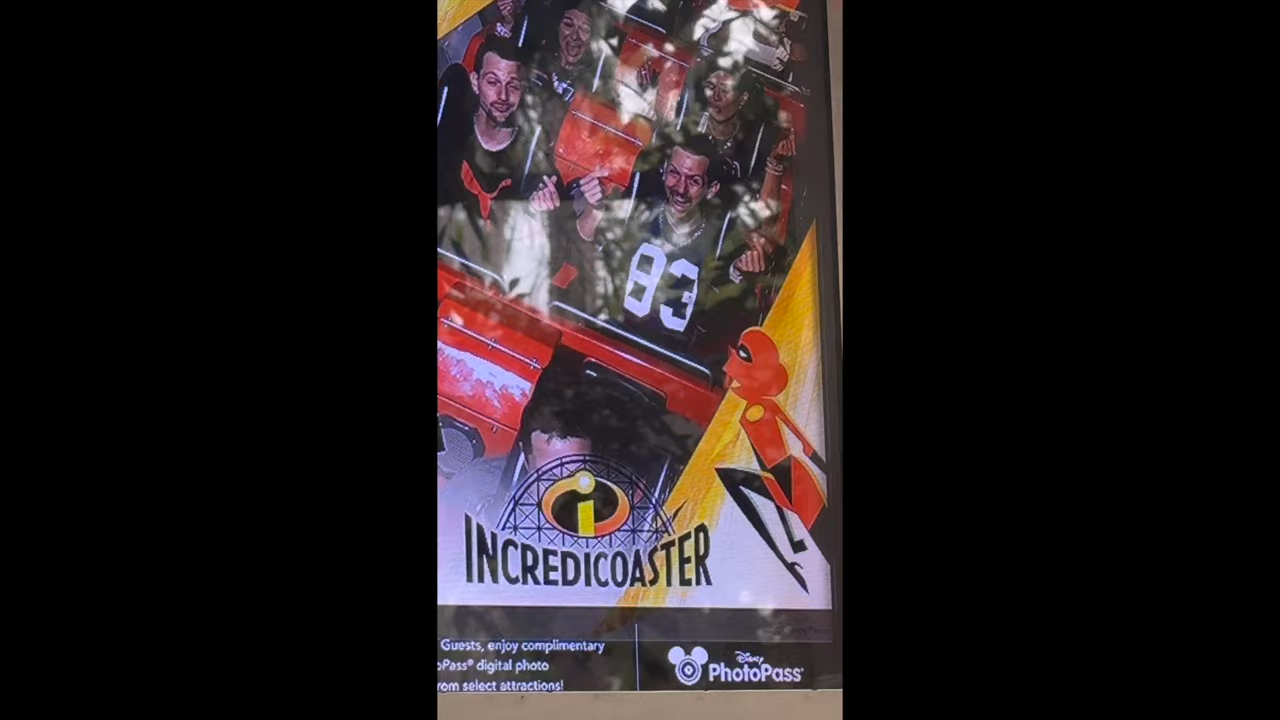 83
INCREDICOASTER
Guests, enjoy complimentary
oPass® digital photo
rom select attractions!
Disney
PhotoPass